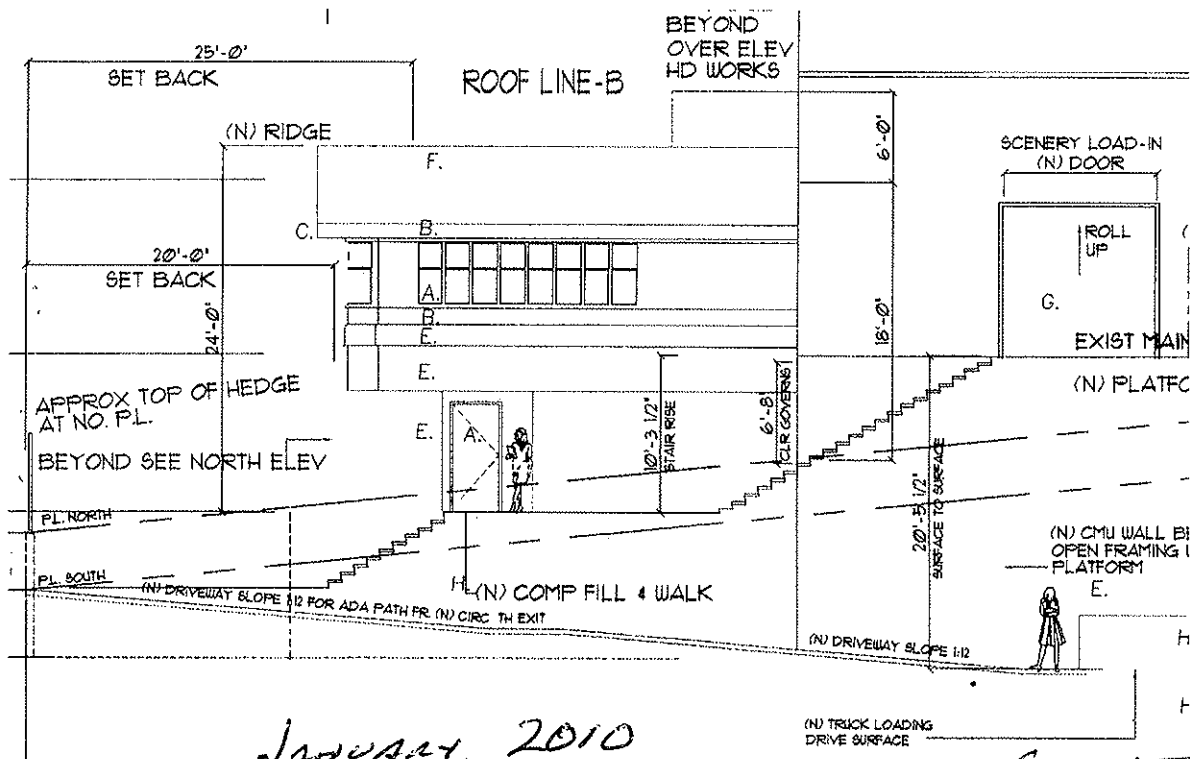 BEYOND
OVER ELEV
HD WORKS
25'-0"
SET BACK
ROOF LINE-B
(N) RIDGE
6'-0"
SCENERY LOAD-IN
(N) DOOR
F.
C.
B.
ROLL
UP
20'-0"
SET BACK
A.
G.
B.
E.
24'-0"
18'-0"
EXIST MAIN
E.
(N) PLATFO
APPROX TOP OF HEDGE
AT NO. P.L.
E.
A.
10'-3 1/2"
STAIR RISE
6'-8"
CLR GOVERNS
BEYOND SEE NORTH ELEV
P.L. NORTH
20'-5 1/2"
SURFACE TO SURFACE
(N) CMU WALL BE
OPEN FRAMING U
PLATFORM
E.
P.L. SOUTH
H.
(N) COMP FILL & WALK
(N) DRIVEWAY SLOPE 1:12 FOR ADA PATH FR. (N) CIRC TH EXIT
(N) DRIVEWAY SLOPE 1:12
H
H
(N) TRUCK LOADING
DRIVE SURFACE
January 2010